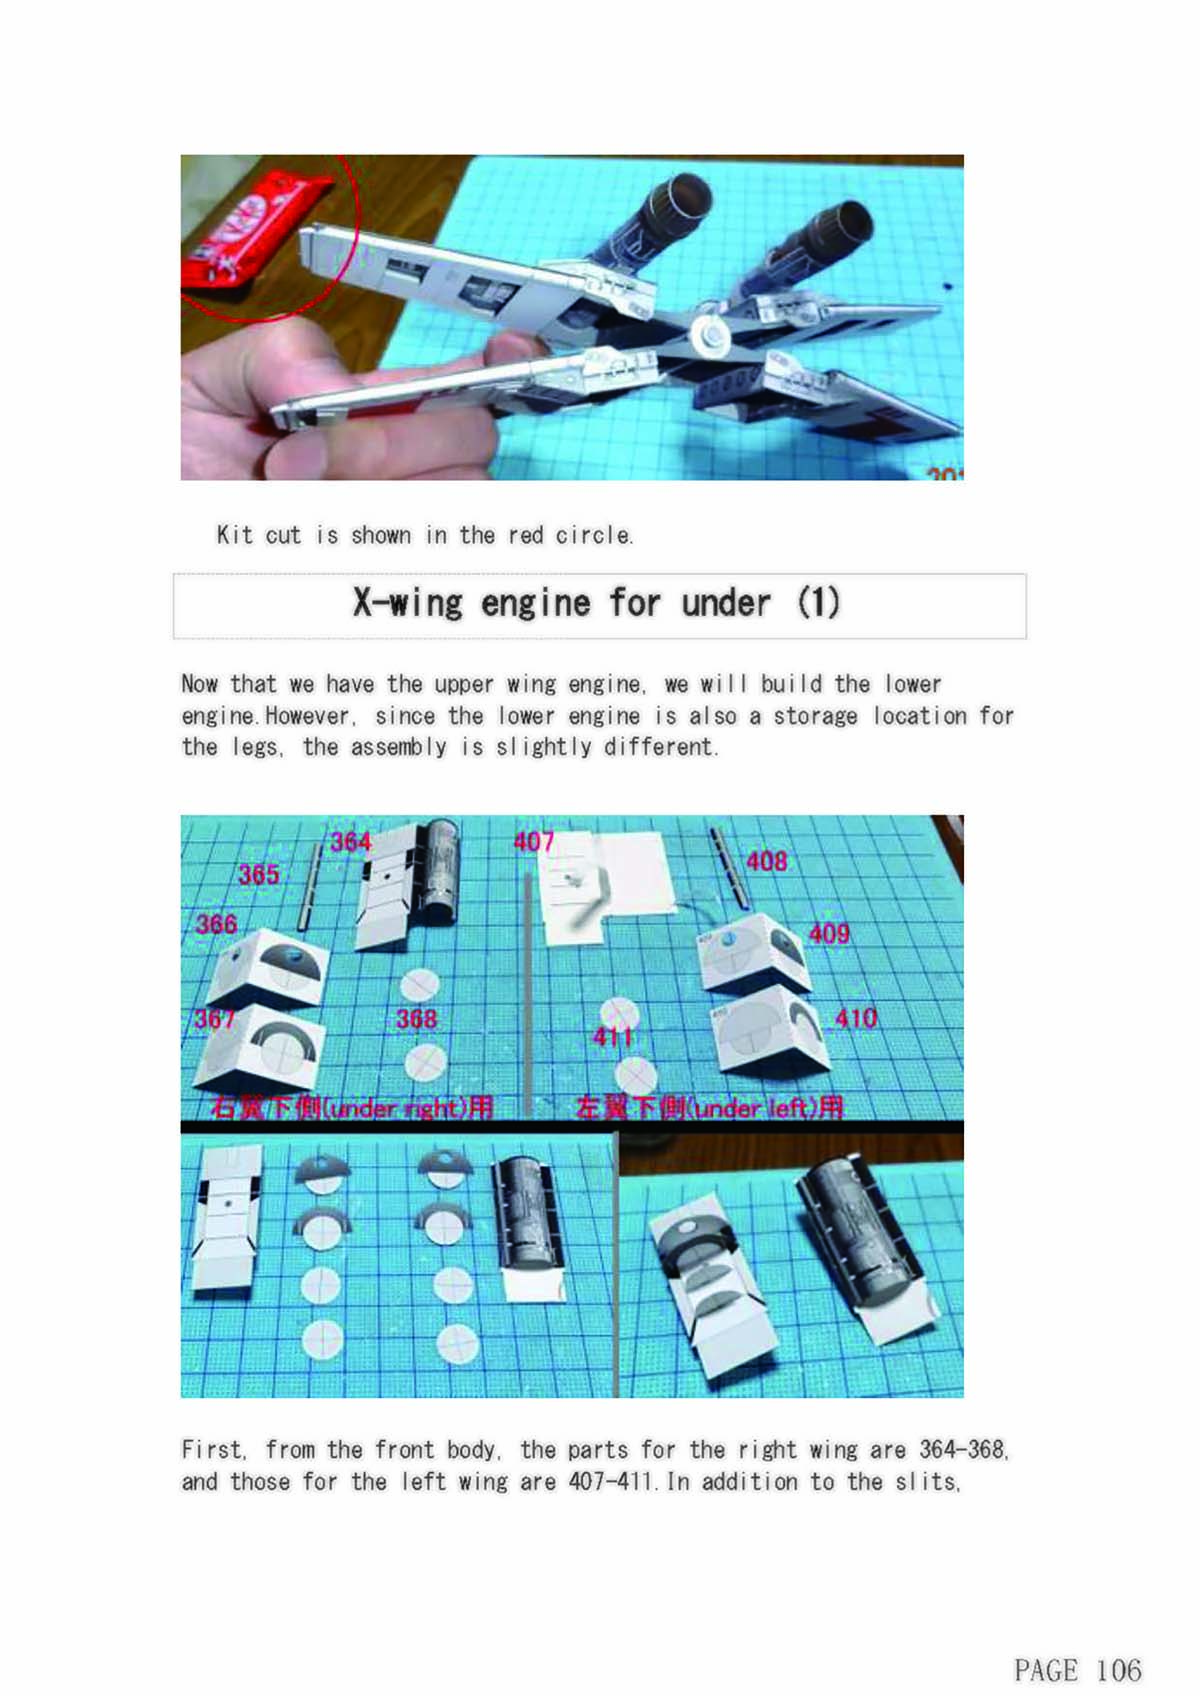 KitKat
Kit cut is shown in the red circle.
X-wing engine for under (1)
Now that we have the upper wing engine, we will build the lower
engine.However, since the lower engine is also a storage location for
the legs, the assembly is slightly different.
364
407
365
408
366
409
367
368
410
411
右翼下側(under right)用
左翼下側(under left)用
First, from the front body, the parts for the right wing are 364-368,
and those for the left wing are 407-411.In addition to the slits,
PAGE 106